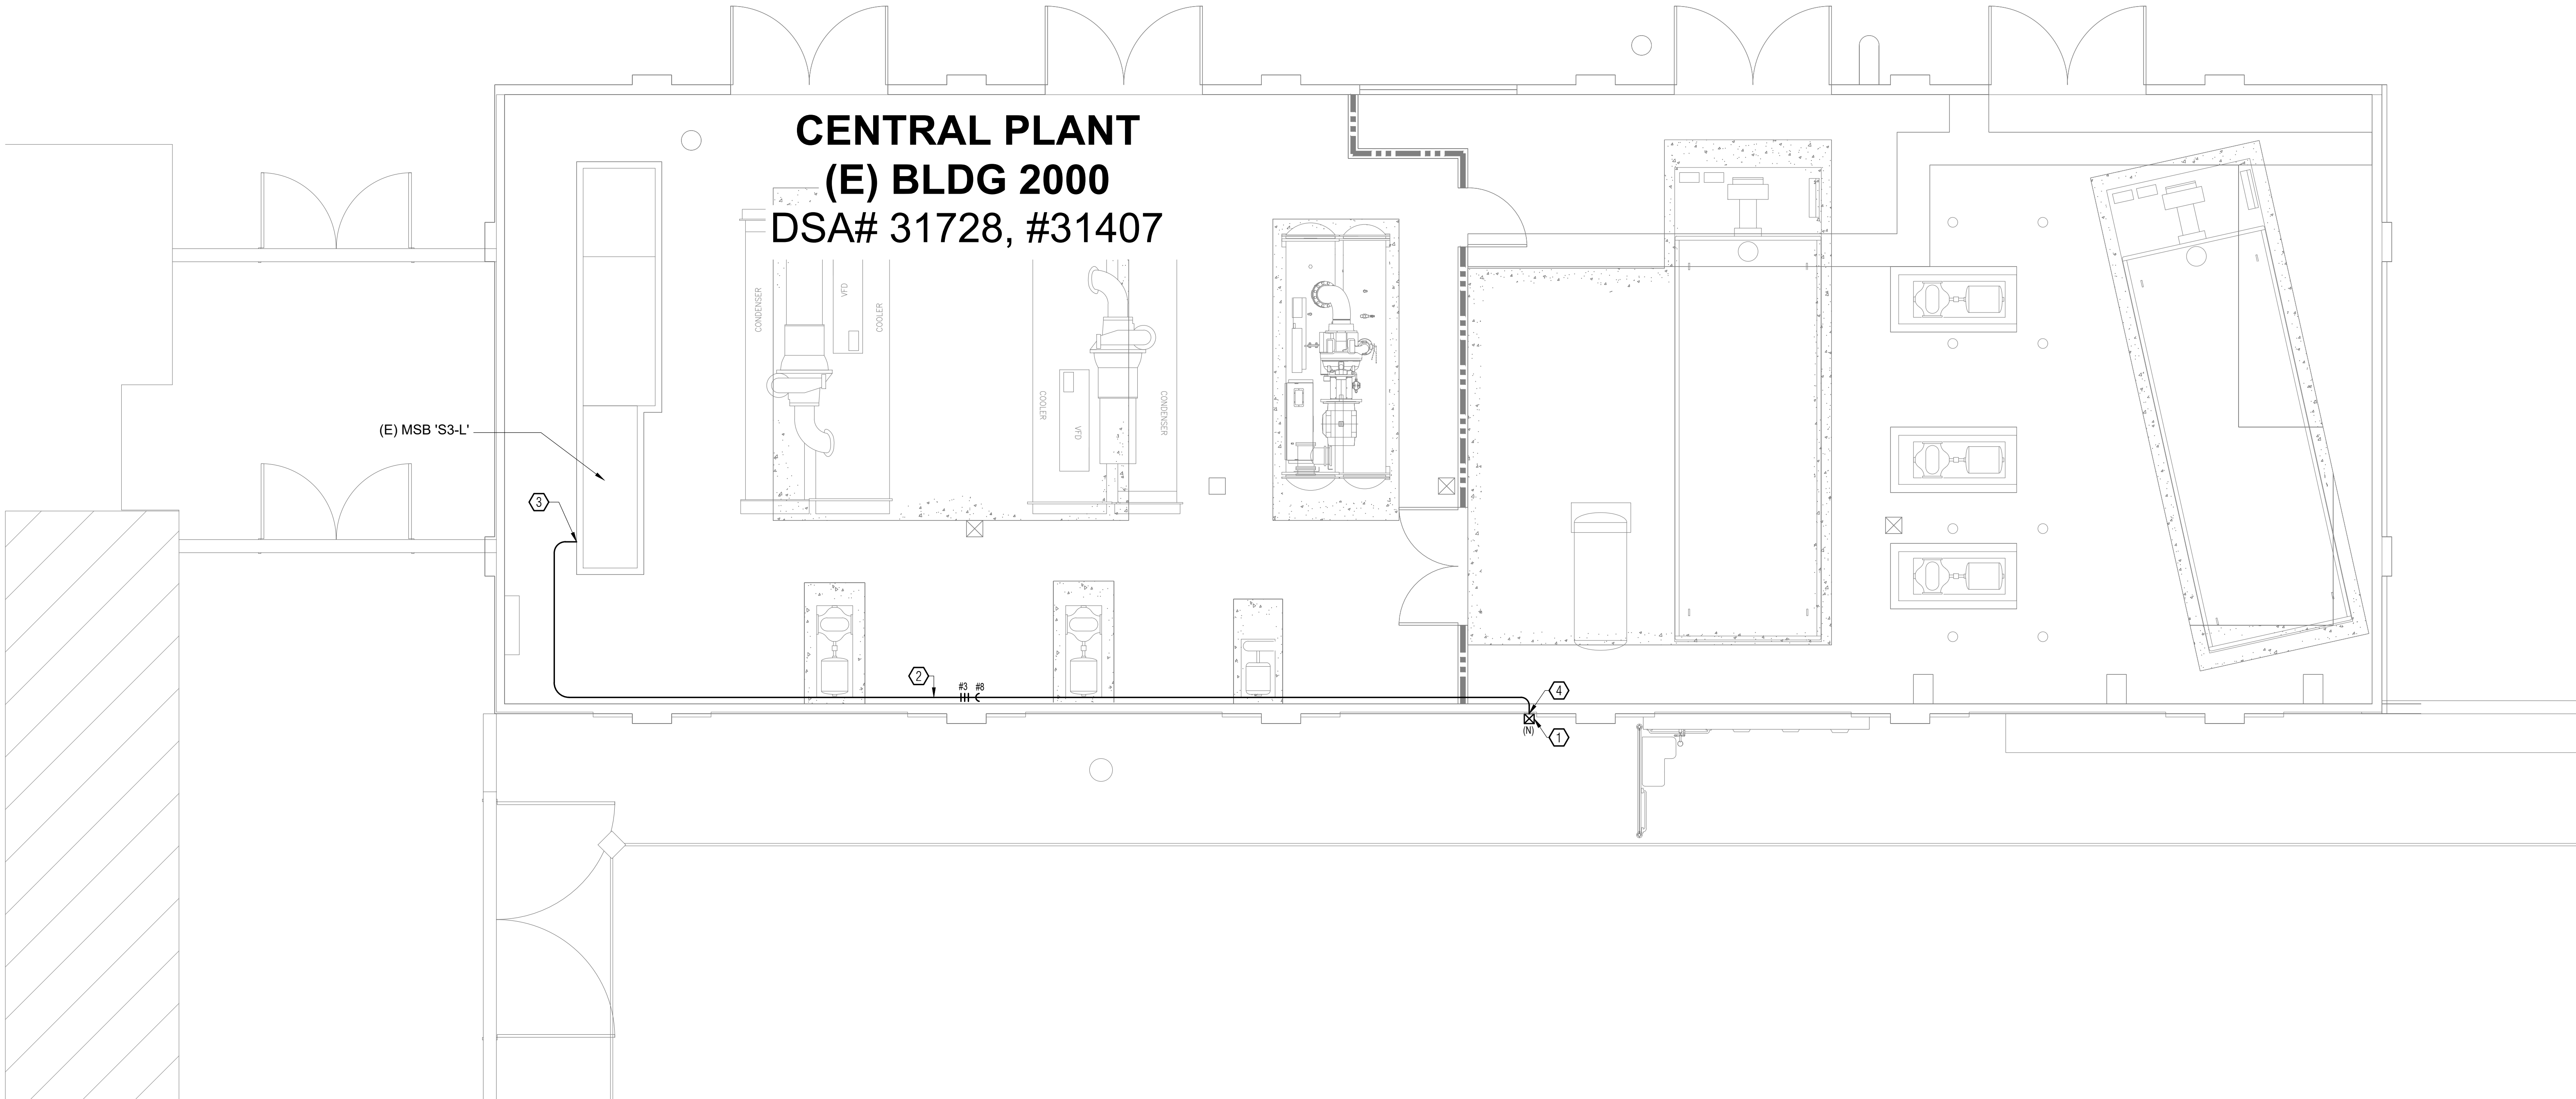 CENTRAL PLANT
(E) BLDG 2000
DSA# 31728, #31407
CONDENSER
VFD
COOLER
COOLER
VFD
CONDENSER
(E) MSB 'S3-L'
3
2
#3 #8
4
(N)
1